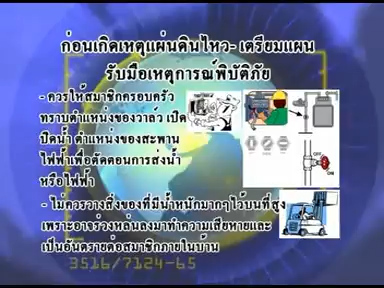 ก่อนเกิดเหตุแผ่นดินไหว- เตรียมแผน
รับมือเหตุการณ์พิบัติภัย
- ควรให้สมาชิกครอบครัว
ทราบตำแหน่งของวาล์ว เปิด
ปิดน้ำ ตำแหน่งของสะพาน
ไฟฟ้าเพื่อตัดตอนการส่งน้ำ
หรือไฟฟ้า
OFF
ON
- ไม่ควรวางสิ่งของที่มีน้ำหนักมากๆไว้บนที่สูง
เพราะอาจร่วงหล่นลงมาทำความเสียหายและ
เป็นอันตรายต่อสมาชิกภายในบ้าน
3516/7124-65